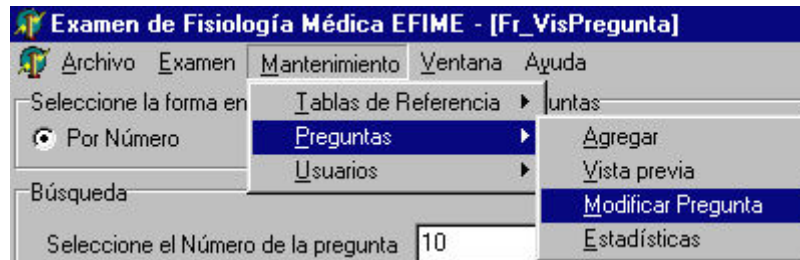 Examen de Fisiología Médica EFIME - [Fr_VisPregunta]
Archivo Examen Mantenimiento Ventana Ayuda
Seleccione la forma en
Tablas de Referencia
untas
Por Número
Preguntas
Agregar
Usuarios
Vista previa
Búsqueda
Modificar Pregunta
Seleccione el Número de la pregunta 10
Estadísticas